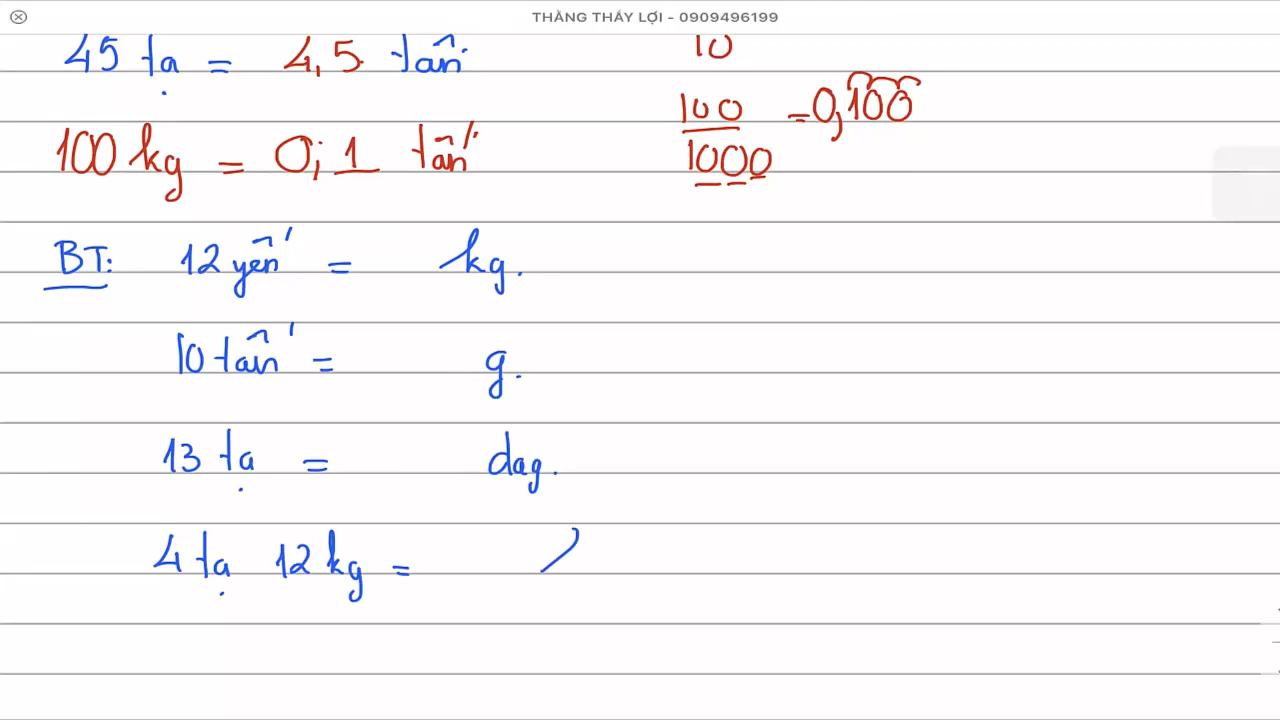 THẦNG THẦY LỢI - 0909496199
45 tạ = 4,5 tấn
10
100
1000
= 0,100
100 kg = 0,1 tấn
BT: 12 yến = kg.
10 tấn = g.
13 tạ = dag.
4 tạ 12 kg =